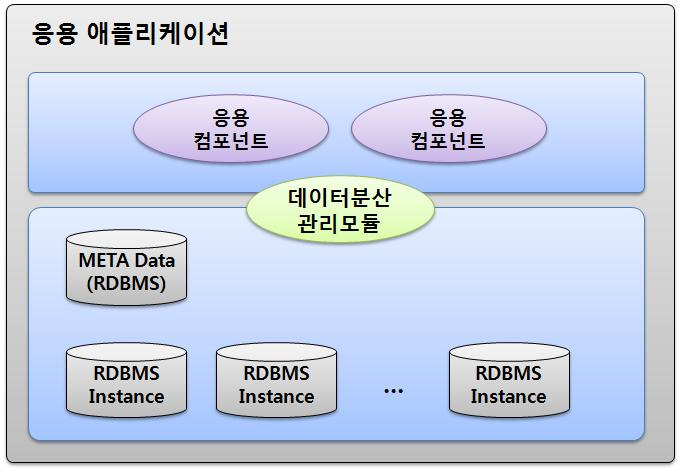 응용 애플리케이션
응용
컴포넌트
응용
컴포넌트
데이터분산
관리모듈
META Data
(RDBMS)
RDBMS
Instance
RDBMS
Instance
...
RDBMS
Instance